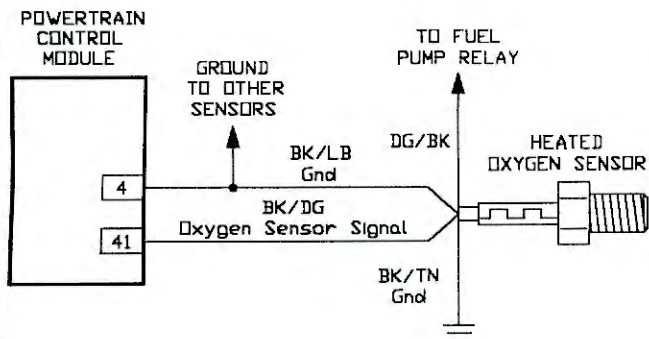 POWERTRAIN
CONTROL
MODULE
GROUND
TO OTHER
SENSORS
TO FUEL
PUMP RELAY
DG/BK
HEATED
OXYGEN SENSOR
4
BK/LB
Gnd
BK/DG
Oxygen Sensor Signal
41
BK/TN
Gnd